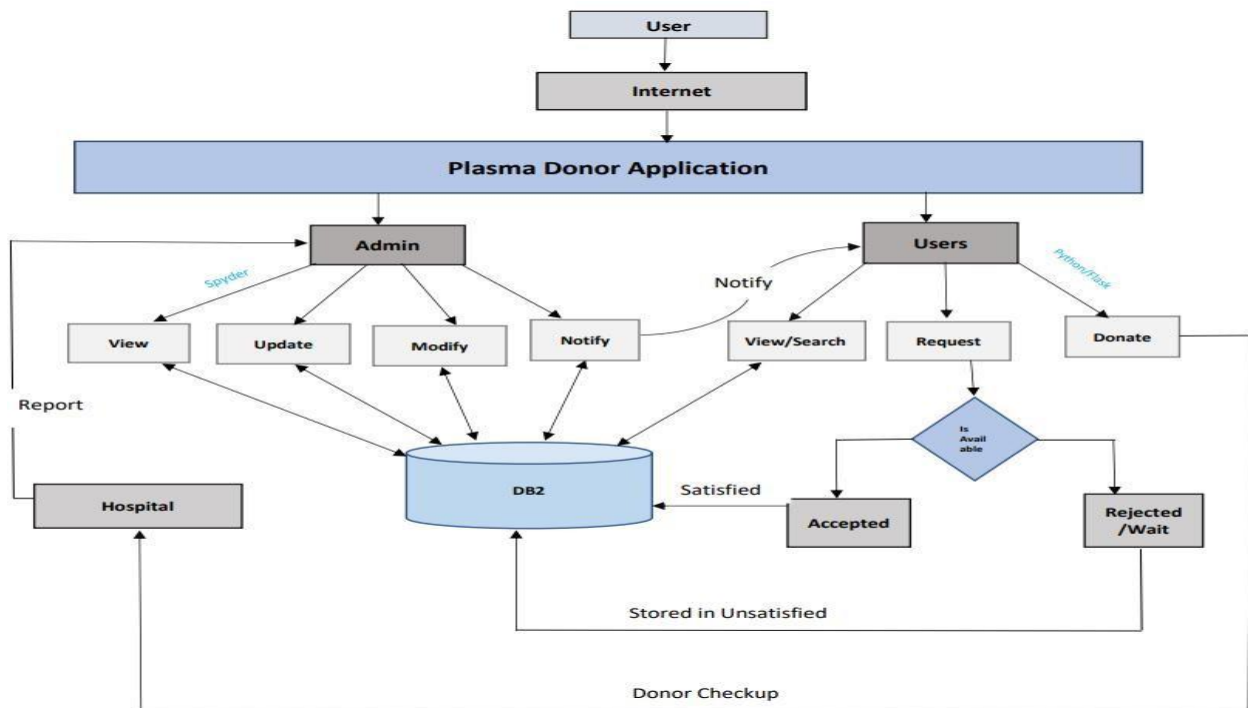 User
Internet
Plasma Donor Application
Admin
Users
Spyder
Python/Flask
Notify
View
Update
Modify
Notify
View/Search
Request
Donate
Report
Is
Avail
able
DB2
Satisfied
Hospital
Accepted
Rejected
/Wait
Stored in Unsatisfied
Donor Checkup